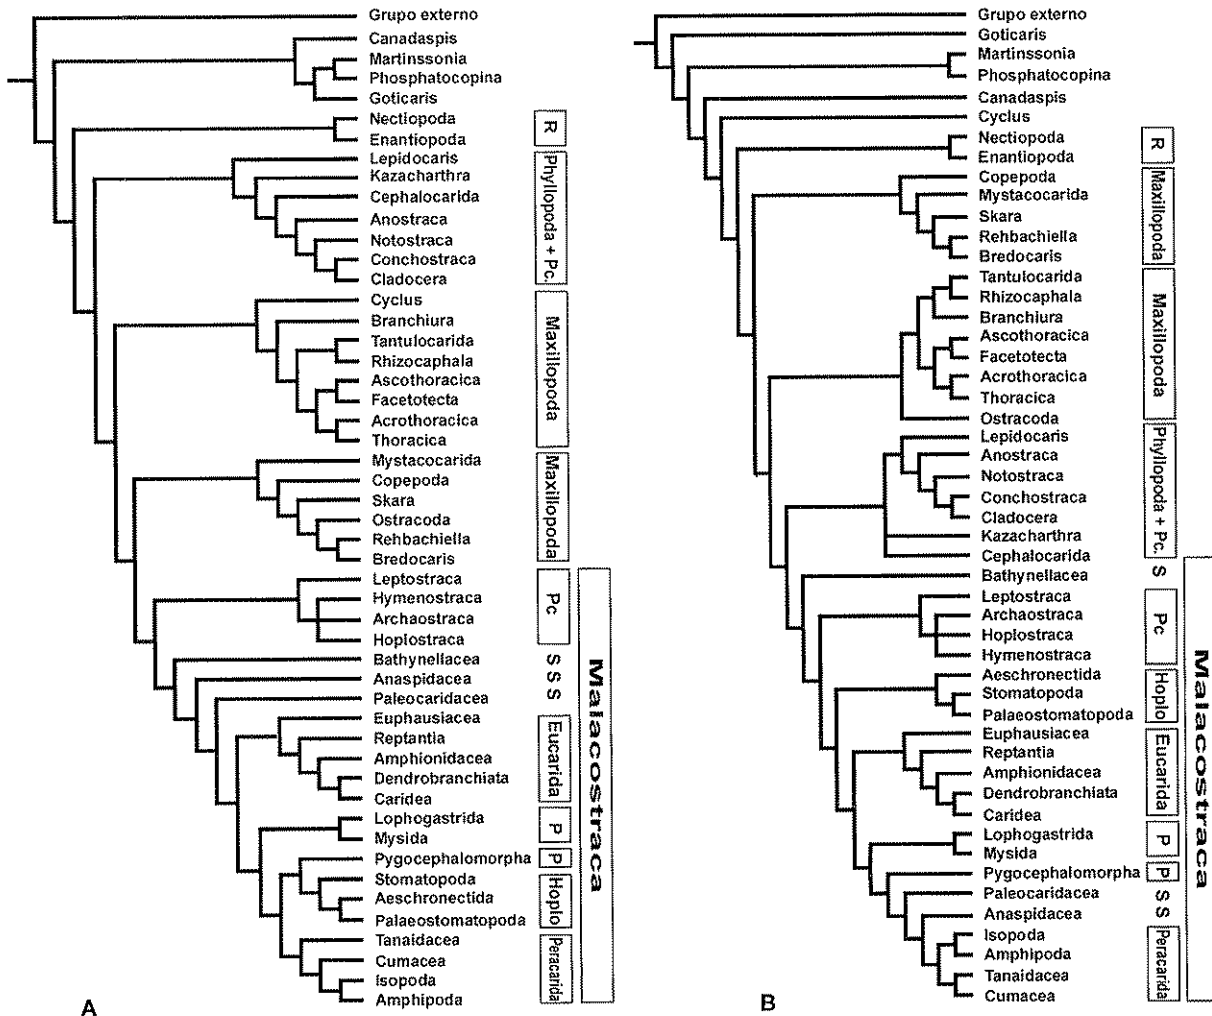 Grupo externo
Canadaspis
Martinssonia
Phosphatocopina
Goticaris
Nectiopoda
Enantiopoda
Lepidocaris
Kazacharthra
Cephalocarida
Anostraca
Notostraca
Conchostraca
Cladocera
Cyclus
Branchiura
Tantulocarida
Rhizocaphala
Ascothoracica
Facetotecta
Acrothoracica
Thoracica
Mystacocarida
Copepoda
Skara
Ostracoda
Rehbachiella
Bredocaris
Leptostraca
Hymenostraca
Archaostraca
Hoplostraca
Bathynellacea
Anaspidacea
Paleocaridacea
Euphausiacea
Reptantia
Amphionidacea
Dendrobranchiata
Caridea
Lophogastrida
Mysida
Pygocephalomorpha
Stomatopoda
Aeschronectida
Palaeostomatopoda
Tanaidacea
Cumacea
Isopoda
Amphipoda
R
Phyllopoda + Pc.
Maxillopoda
Maxillopoda
Pc
S
S
S
Eucarida
P
P
Hoplo
Peracarida
Malacostraca
A
Grupo externo
Goticaris
Martinssonia
Phosphatocopina
Canadaspis
Cyclus
Nectiopoda
Enantiopoda
Copepoda
Mystacocarida
Skara
Rehbachiella
Bredocaris
Tantulocarida
Rhizocaphala
Branchiura
Ascothoracica
Facetotecta
Acrothoracica
Thoracica
Ostracoda
Lepidocaris
Anostraca
Notostraca
Conchostraca
Cladocera
Kazacharthra
Cephalocarida
Bathynellacea
Leptostraca
Archaostraca
Hoplostraca
Hymenostraca
Aeschronectida
Stomatopoda
Palaeostomatopoda
Euphausiacea
Reptantia
Amphionidacea
Dendrobranchiata
Caridea
Lophogastrida
Mysida
Pygocephalomorpha
Paleocaridacea
Anaspidacea
Isopoda
Amphipoda
Tanaidacea
Cumacea
R
Maxillopoda
Maxillopoda
Phyllopoda + Pc.
S
Pc
Hoplo
Eucarida
P
P
S
S
Peracarida
Malacostraca
B